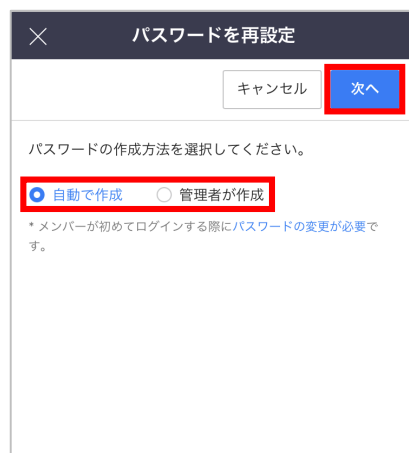 パスワードを再設定
キャンセル 次へ
パスワードの作成方法を選択してください。
自動で作成 管理者が作成
* メンバーが初めてログインする際にパスワードの変更が必要で
す。